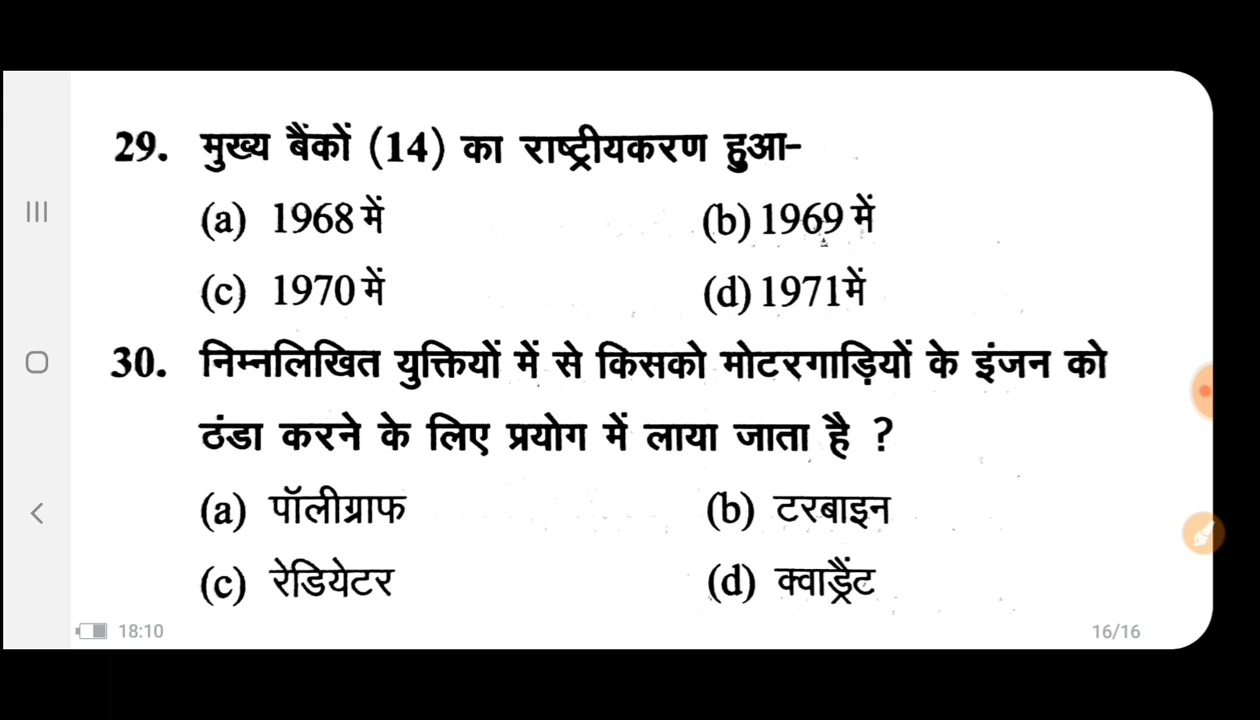 29. मुख्य बैंकों (14) का राष्ट्रीयकरण हुआ-
(a) 1968 में (b) 1969 में
(c) 1970 में (d) 1971में
30. निम्नलिखित युक्तियों में से किसको मोटरगाड़ियों के इंजन को
ठंडा करने के लिए प्रयोग में लाया जाता है ?
(a) पॉलीग्राफ (b) टरबाइन
(c) रेडियेटर (d) क्वाड्रैंट
18:10 16/16